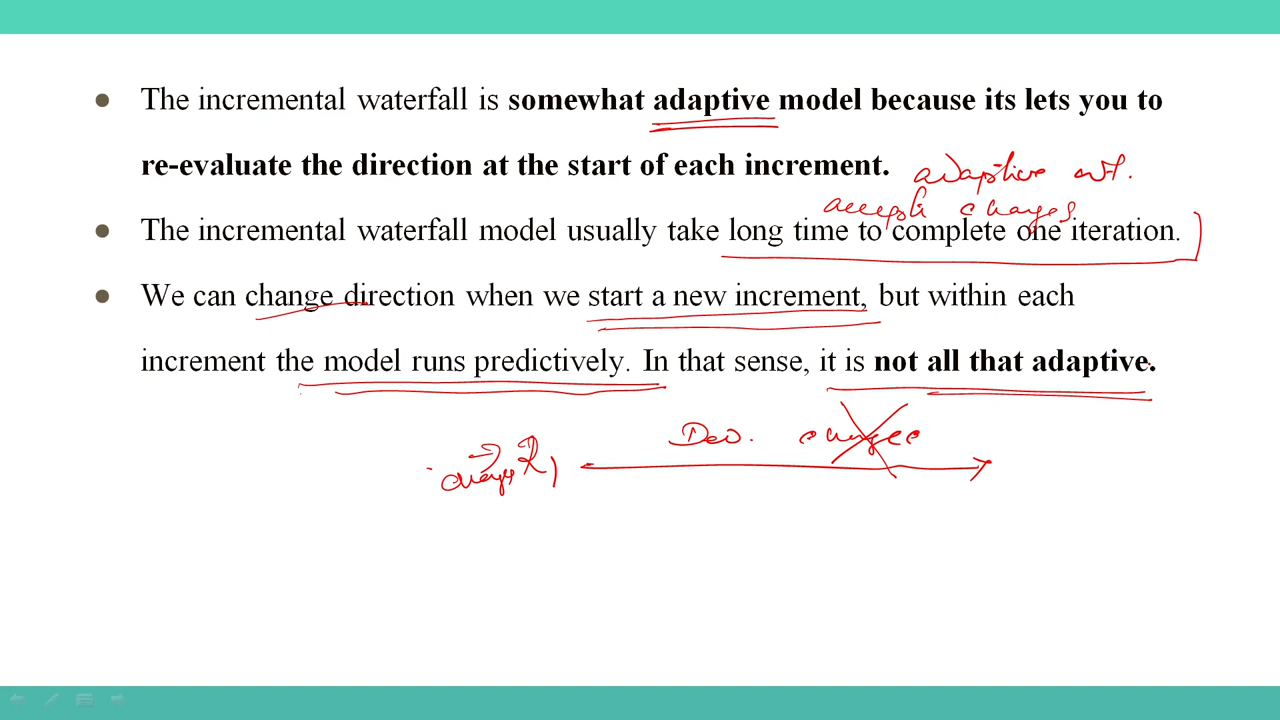 ● The incremental waterfall is somewhat adaptive model because its lets you to
re-evaluate the direction at the start of each increment.
adaptive
accept changes
● The incremental waterfall model usually take long time to complete one iteration.
● We can change direction when we start a new increment, but within each
increment the model runs predictively. In that sense, it is not all that adaptive.
Dev. changes
changes